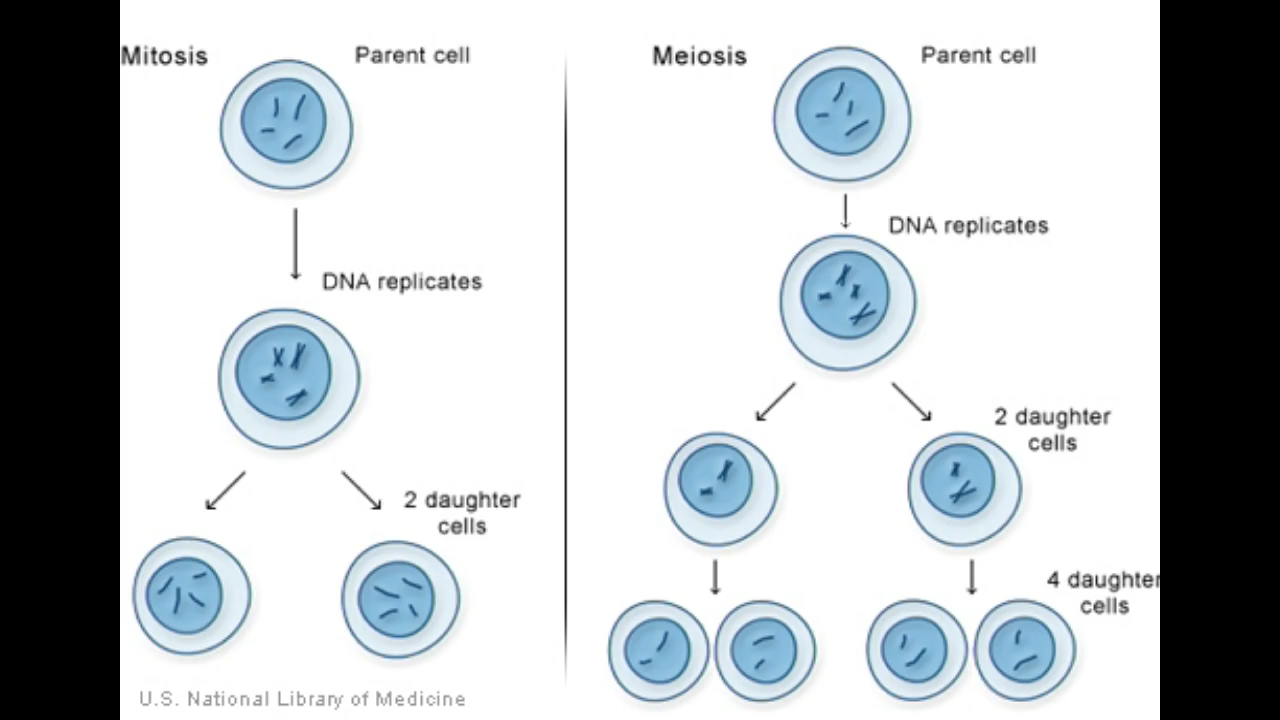 Mitosis
Parent cell
DNA replicates
2 daughter
cells
Meiosis
Parent cell
DNA replicates
2 daughter
cells
4 daughter
cells
U.S. National Library of Medicine